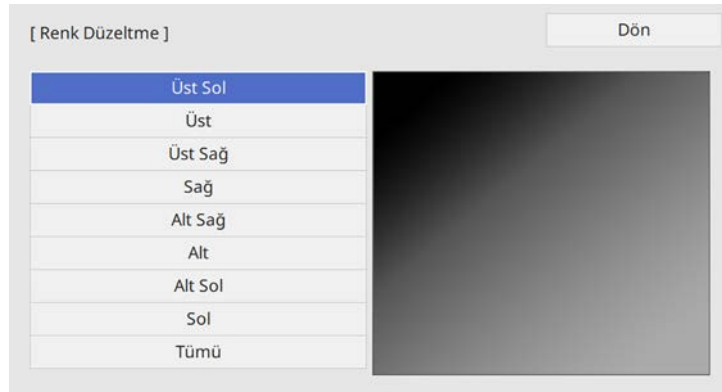 [ Renk Düzeltme ]
Dön
Üst Sol
Üst
Üst Sağ
Sağ
Alt Sağ
Alt
Alt Sol
Sol
Tümü